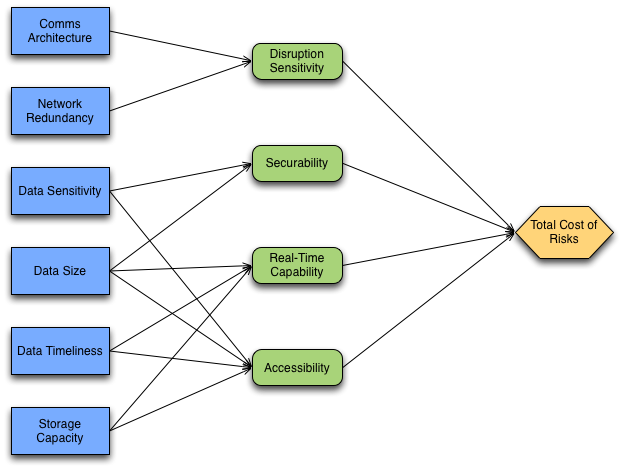 Comms
Architecture
Network
Redundancy
Data Sensitivity
Data Size
Data Timeliness
Storage
Capacity
Disruption
Sensitivity
Securability
Real-Time
Capability
Accessibility
Total Cost of
Risks